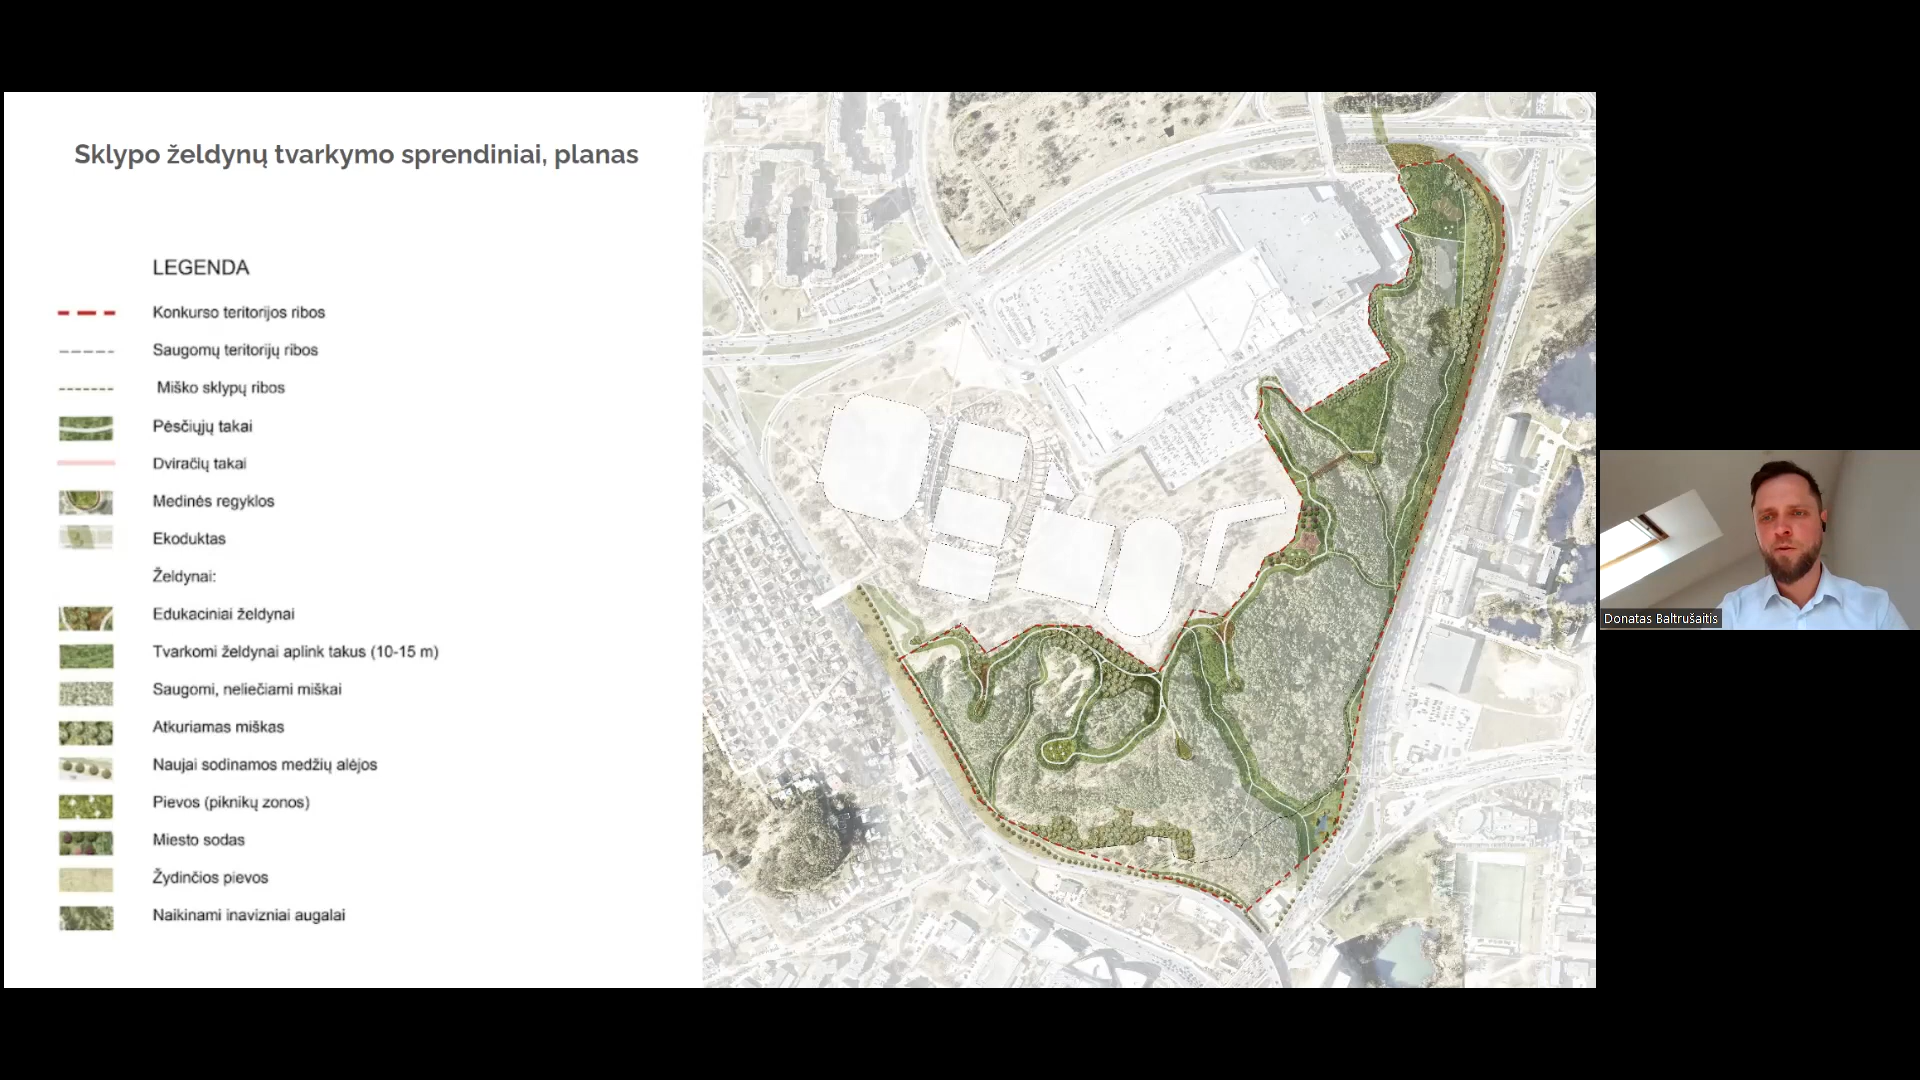 Sklypo želdynų tvarkymo sprendiniai, planas
LEGENDA
Konkurso teritorijos ribos
Saugomų teritorijų ribos
Miško sklypų ribos
Pėsčiųjų takai
Dviračių takai
Medinės regyklos
Ekoduktas
Želdynai:
Edukaciniai želdynai
Tvarkomi želdynai aplink takus (10-15 m)
Saugomi, neliečiami miškai
Atkuriamas miškas
Naujai sodinamos medžių alėjos
Pievos (piknikų zonos)
Miesto sodas
Žydinčios pievos
Naikinami inavizniai augalai
Donatas Baltrušaitis